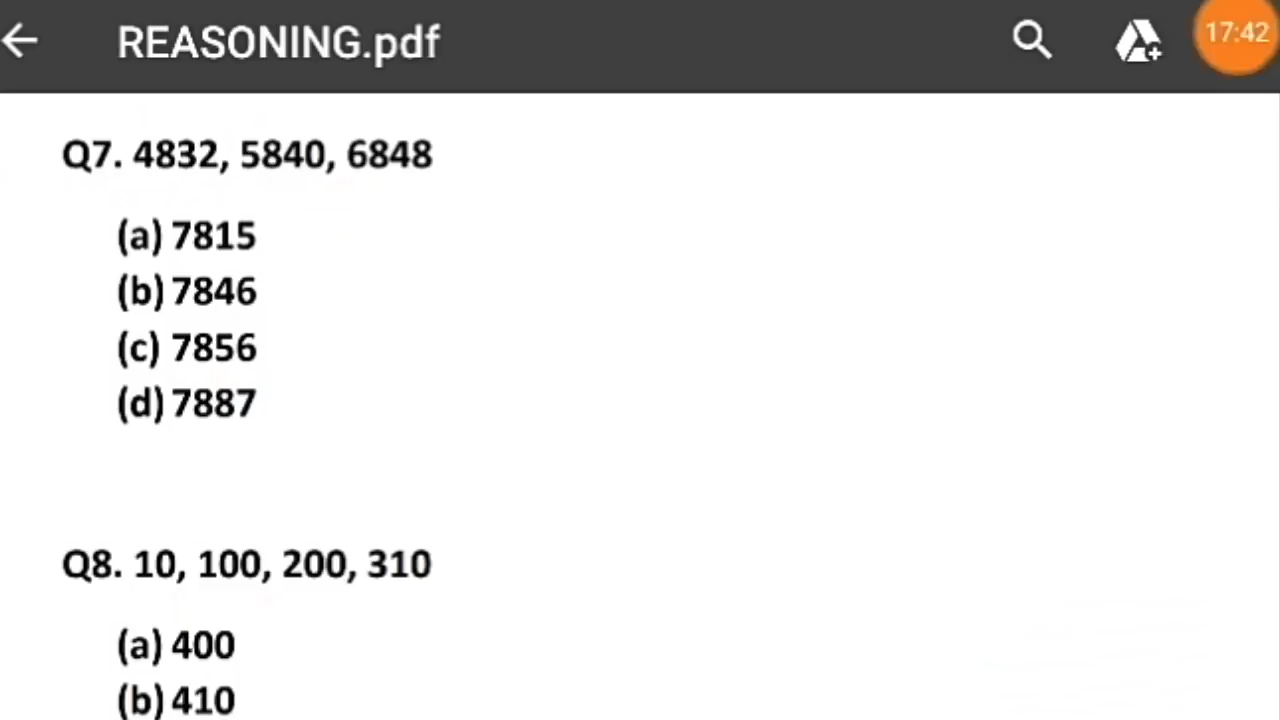 REASONING.pdf
17:42
Q7. 4832, 5840, 6848
(a) 7815
(b) 7846
(c) 7856
(d) 7887
Q8. 10, 100, 200, 310
(a) 400
(b) 410